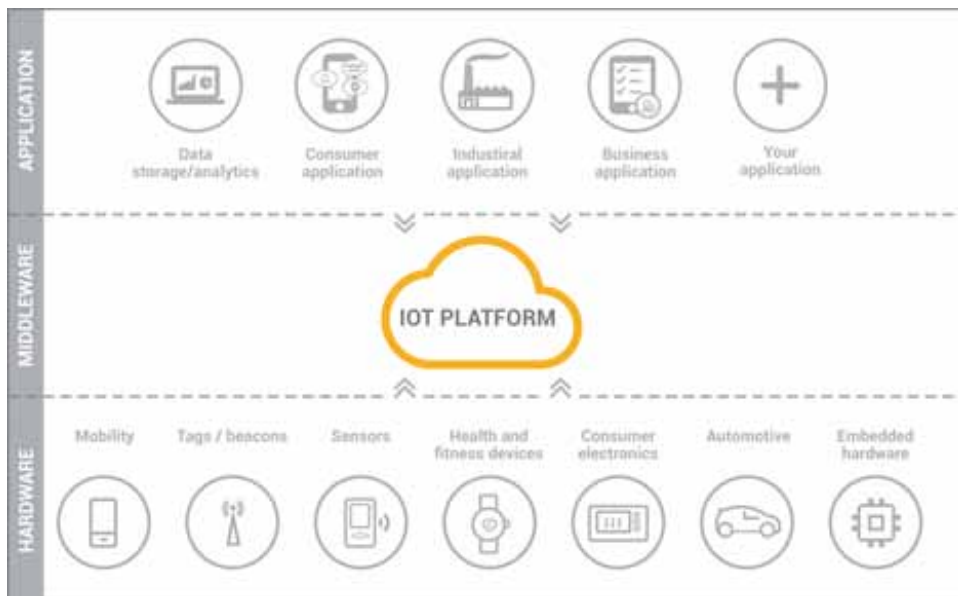 APPLICATION
Data
storage/analytics
Consumer
application
Industiral
application
Business
application
Your
application
MIDDLEWARE
IOT PLATFORM
HARDWARE
Mobility
Tags / beacons
Sensors
Health and
fitness devices
Consumer
electronics
Automotive
Embedded
hardware